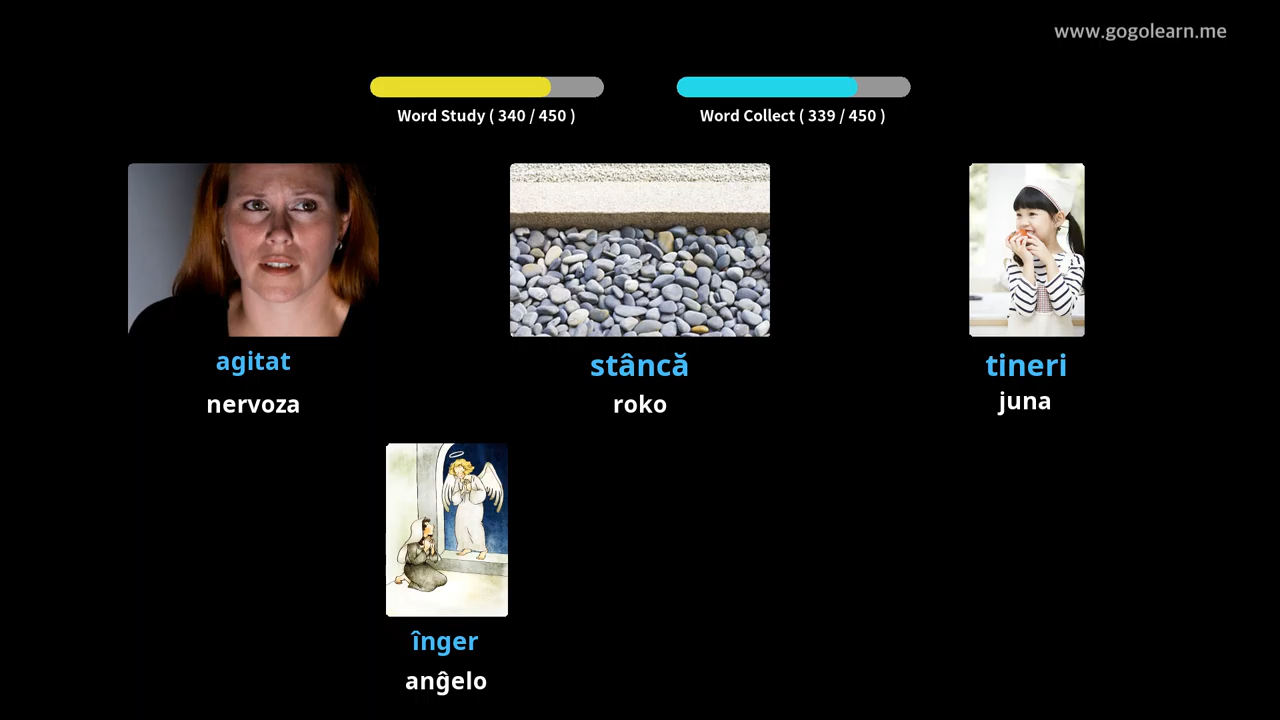 www.gogolearn.me
Word Study ( 340 / 450 )
Word Collect ( 339 / 450 )
agitat
nervoza
stâncă
roko
tineri
juna
înger
anĝelo